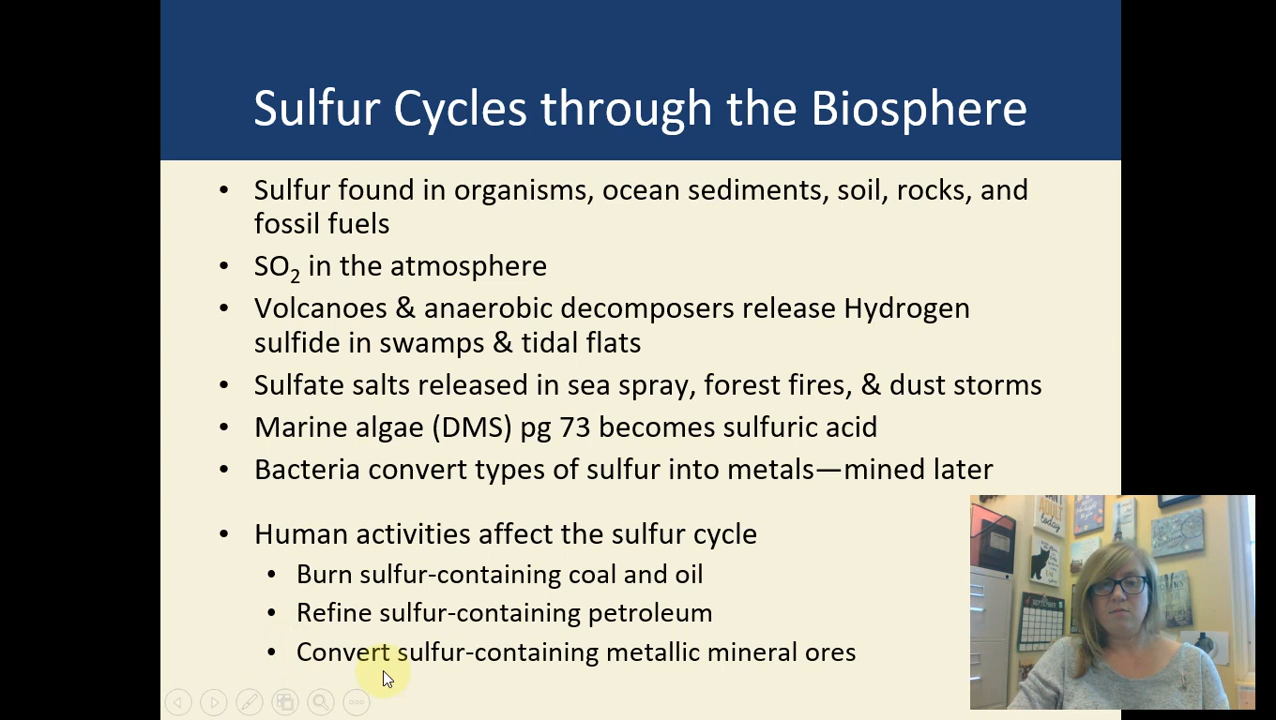 Sulfur Cycles through the Biosphere
• Sulfur found in organisms, ocean sediments, soil, rocks, and
fossil fuels
• SO₂ in the atmosphere
• Volcanoes & anaerobic decomposers release Hydrogen
sulfide in swamps & tidal flats
• Sulfate salts released in sea spray, forest fires, & dust storms
• Marine algae (DMS) pg 73 becomes sulfuric acid
• Bacteria convert types of sulfur into metals—mined later
• Human activities affect the sulfur cycle
• Burn sulfur-containing coal and oil
• Refine sulfur-containing petroleum
• Convert sulfur-containing metallic mineral ores
ADULT
today
SEPTEMBER